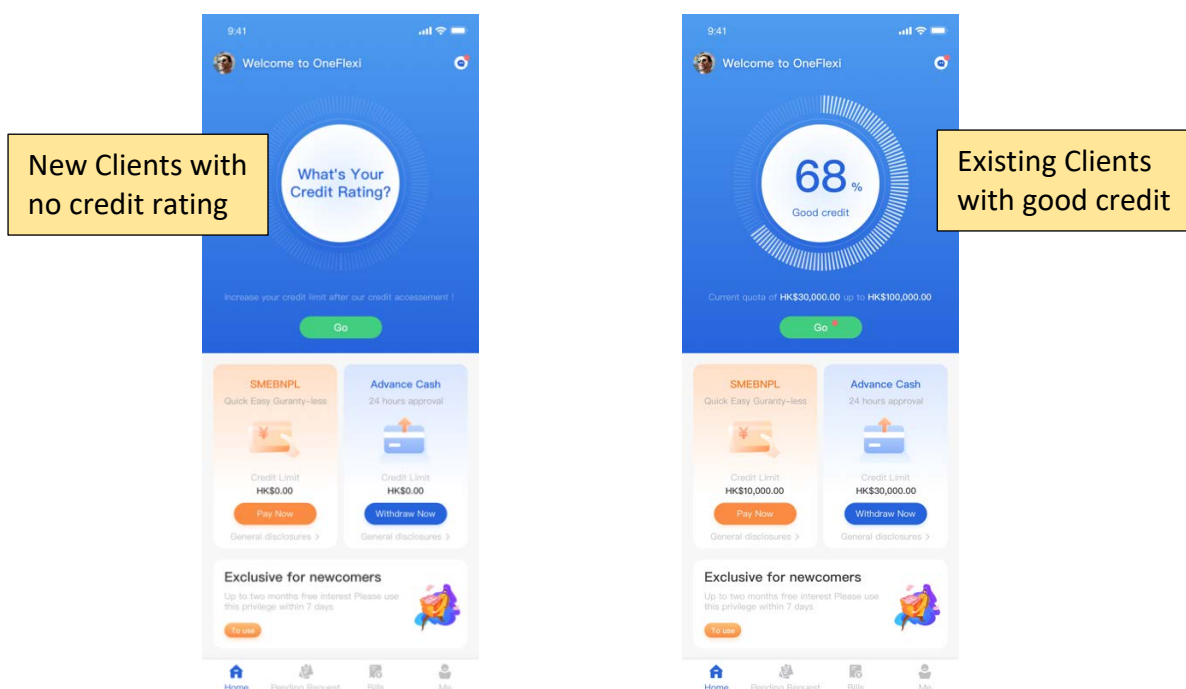 9:41
Welcome to OneFlexi
New Clients with
no credit rating
What's Your
Credit Rating?
Increase your credit limit after our credit accessement !
Go
SMEBNPL
Quick Easy Guranty-less
Credit Limit
HK$0.00
Pay Now
General disclosures >
Advance Cash
24 hours approval
Credit Limit
HK$0.00
Withdraw Now
General disclosures >
Exclusive for newcomers
Up to two months free interest Please use
this privilege within 7 days
To use
Home
Pending Request
Bills
Me
9:41
Welcome to OneFlexi
68 %
Good credit
Existing Clients
with good credit
Current quota of HK$30,000.00 up to HK$100,000.00
Go
SMEBNPL
Quick Easy Guranty-less
¥
Credit Limit
HK$10,000.00
Pay Now
General disclosures >
Advance Cash
24 hours approval
Credit Limit
HK$30,000.00
Withdraw Now
General disclosures >
Exclusive for newcomers
Up to two months free interest Please use
this privilege within 7 days
To use
Home
Pending Request
Bills
Me